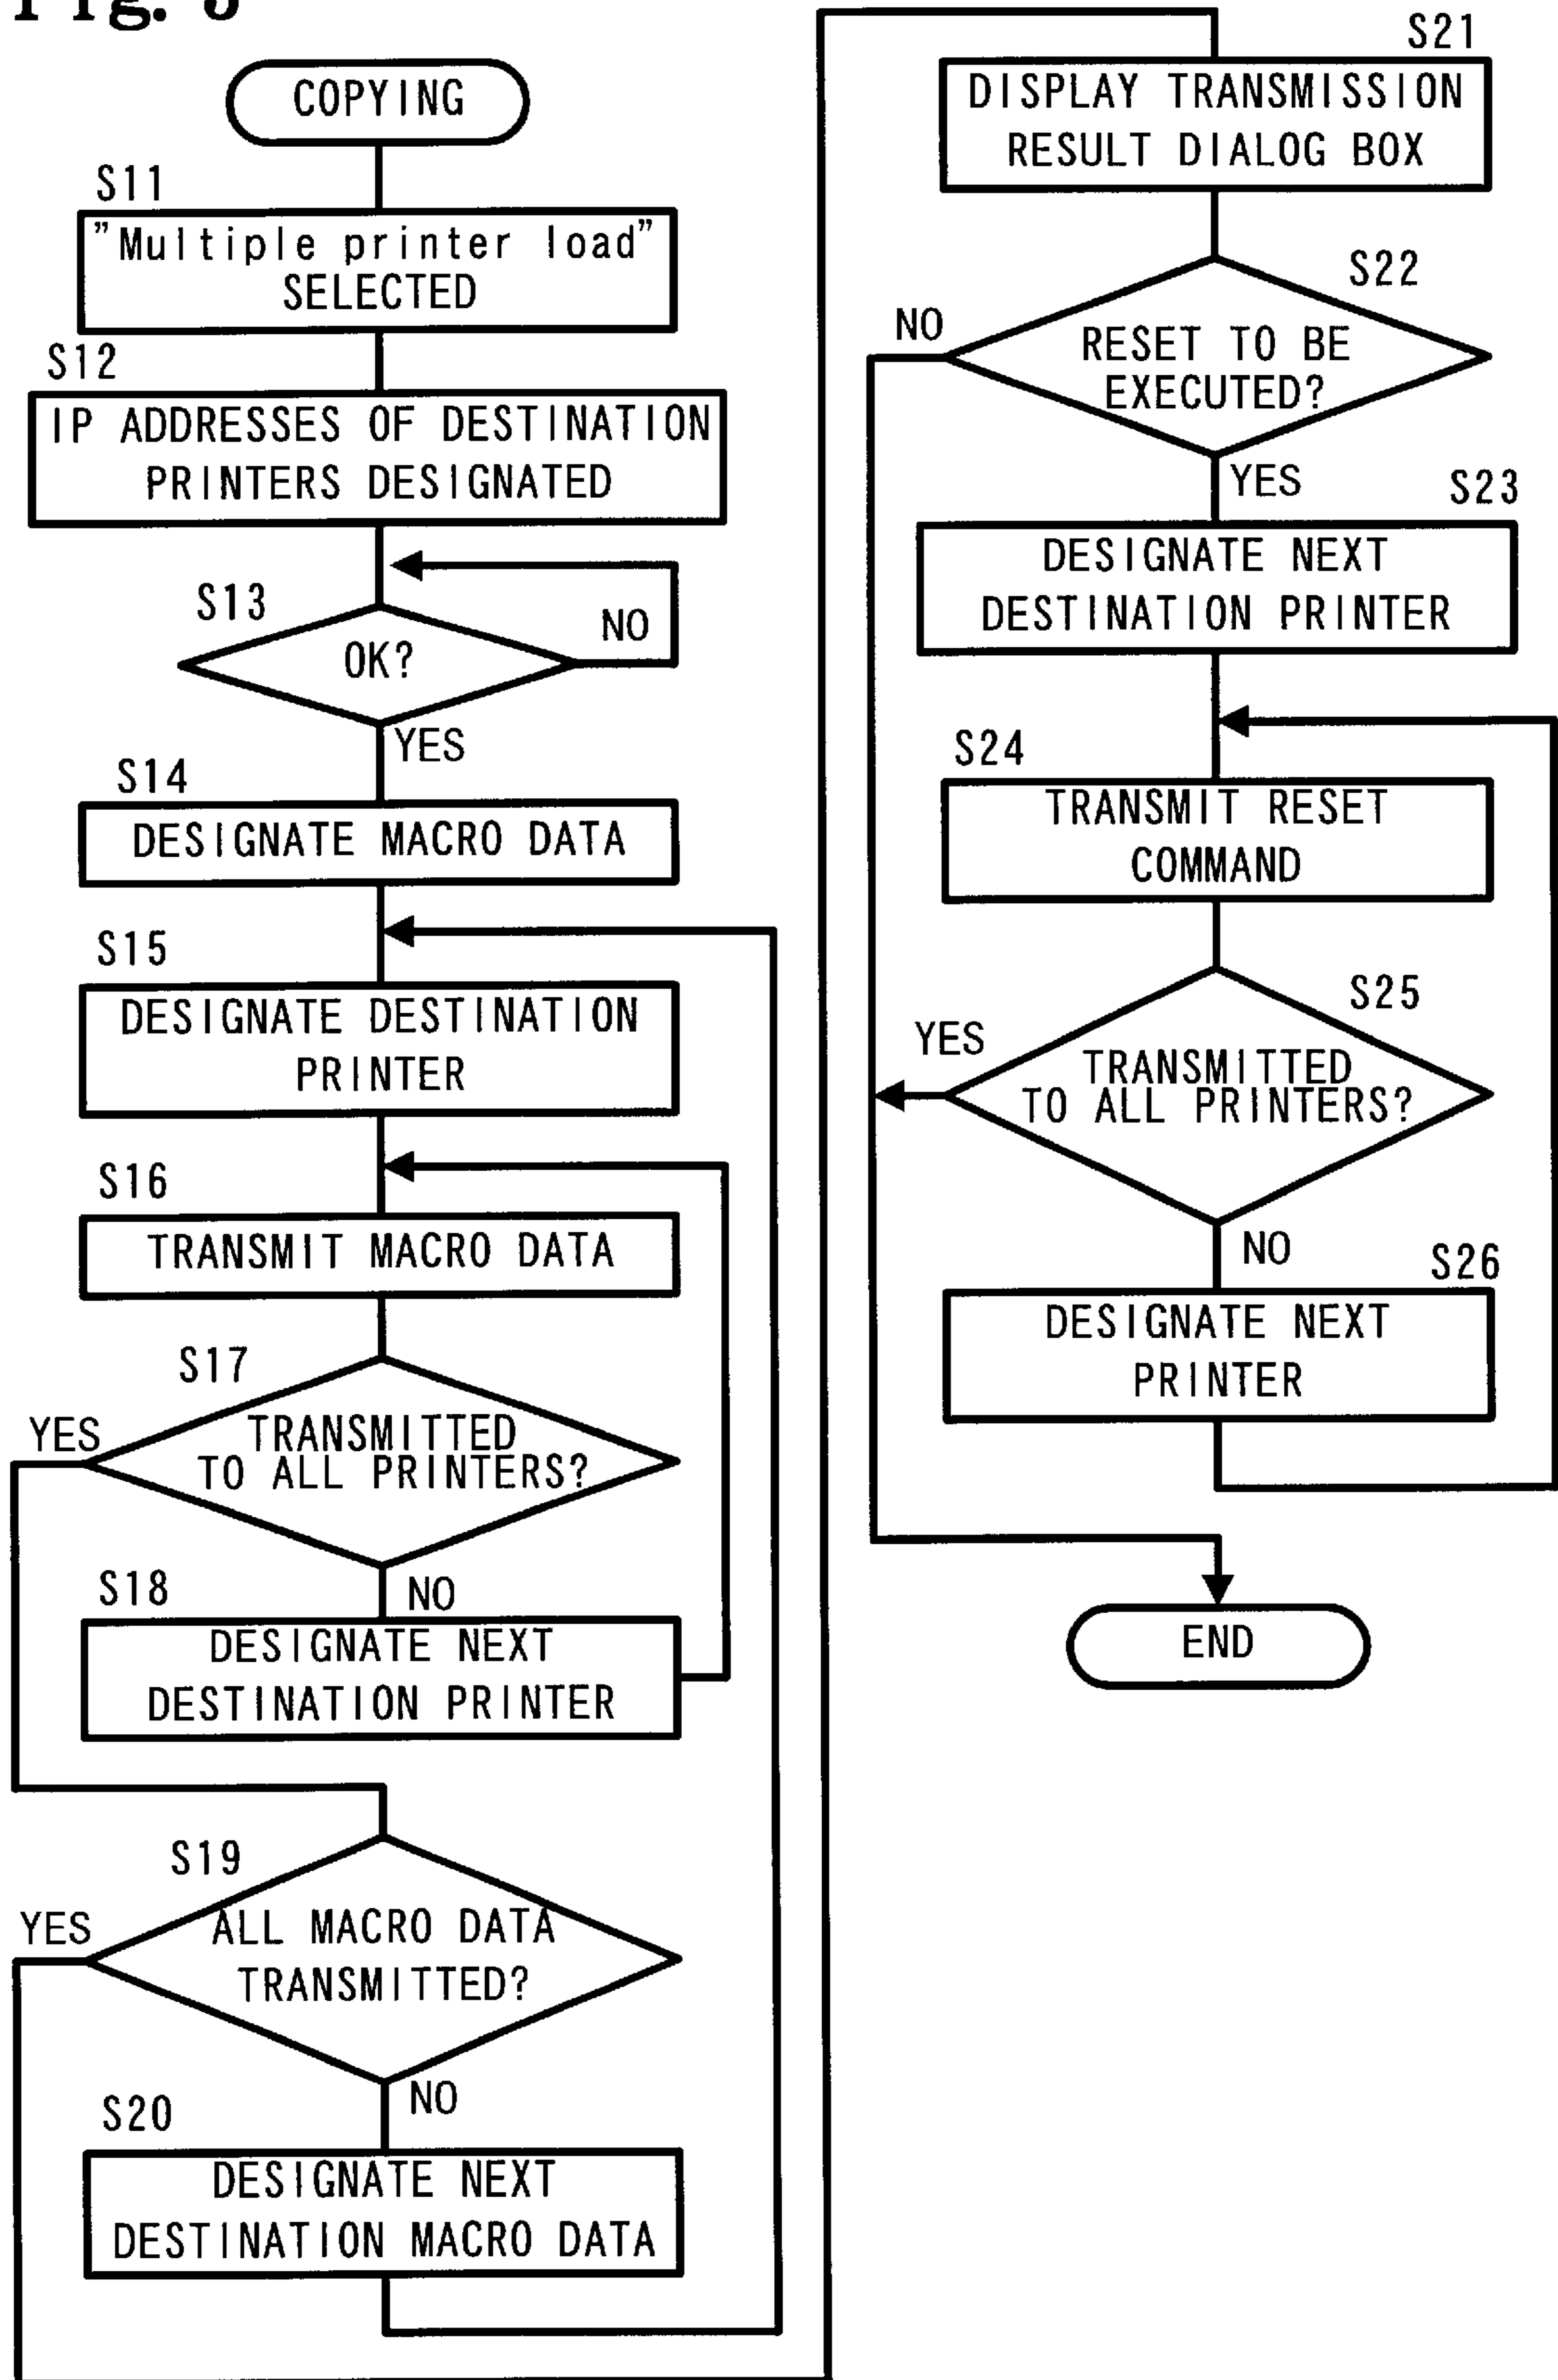 Fig.
COPYING
S11
"Multiple printer load"
SELECTED
S12
IP ADDRESSES OF DESTINATION
PRINTERS DESIGNATED
S13
OK?
NO
YES
S14
DESIGNATE MACRO DATA
S15
DESIGNATE DESTINATION
PRINTER
S16
TRANSMIT MACRO DATA
S17
TRANSMITTED
TO ALL PRINTERS?
YES
NO
S18
DESIGNATE NEXT
DESTINATION PRINTER
S19
ALL MACRO DATA
TRANSMITTED?
YES
NO
S20
DESIGNATE NEXT
DESTINATION MACRO DATA
S21
DISPLAY TRANSMISSION
RESULT DIALOG BOX
S22
RESET TO BE
EXECUTED?
NO
YES
S23
DESIGNATE NEXT
DESTINATION PRINTER
S24
TRANSMIT RESET
COMMAND
S25
TRANSMITTED
TO ALL PRINTERS?
YES
NO
S26
DESIGNATE NEXT
PRINTER
END